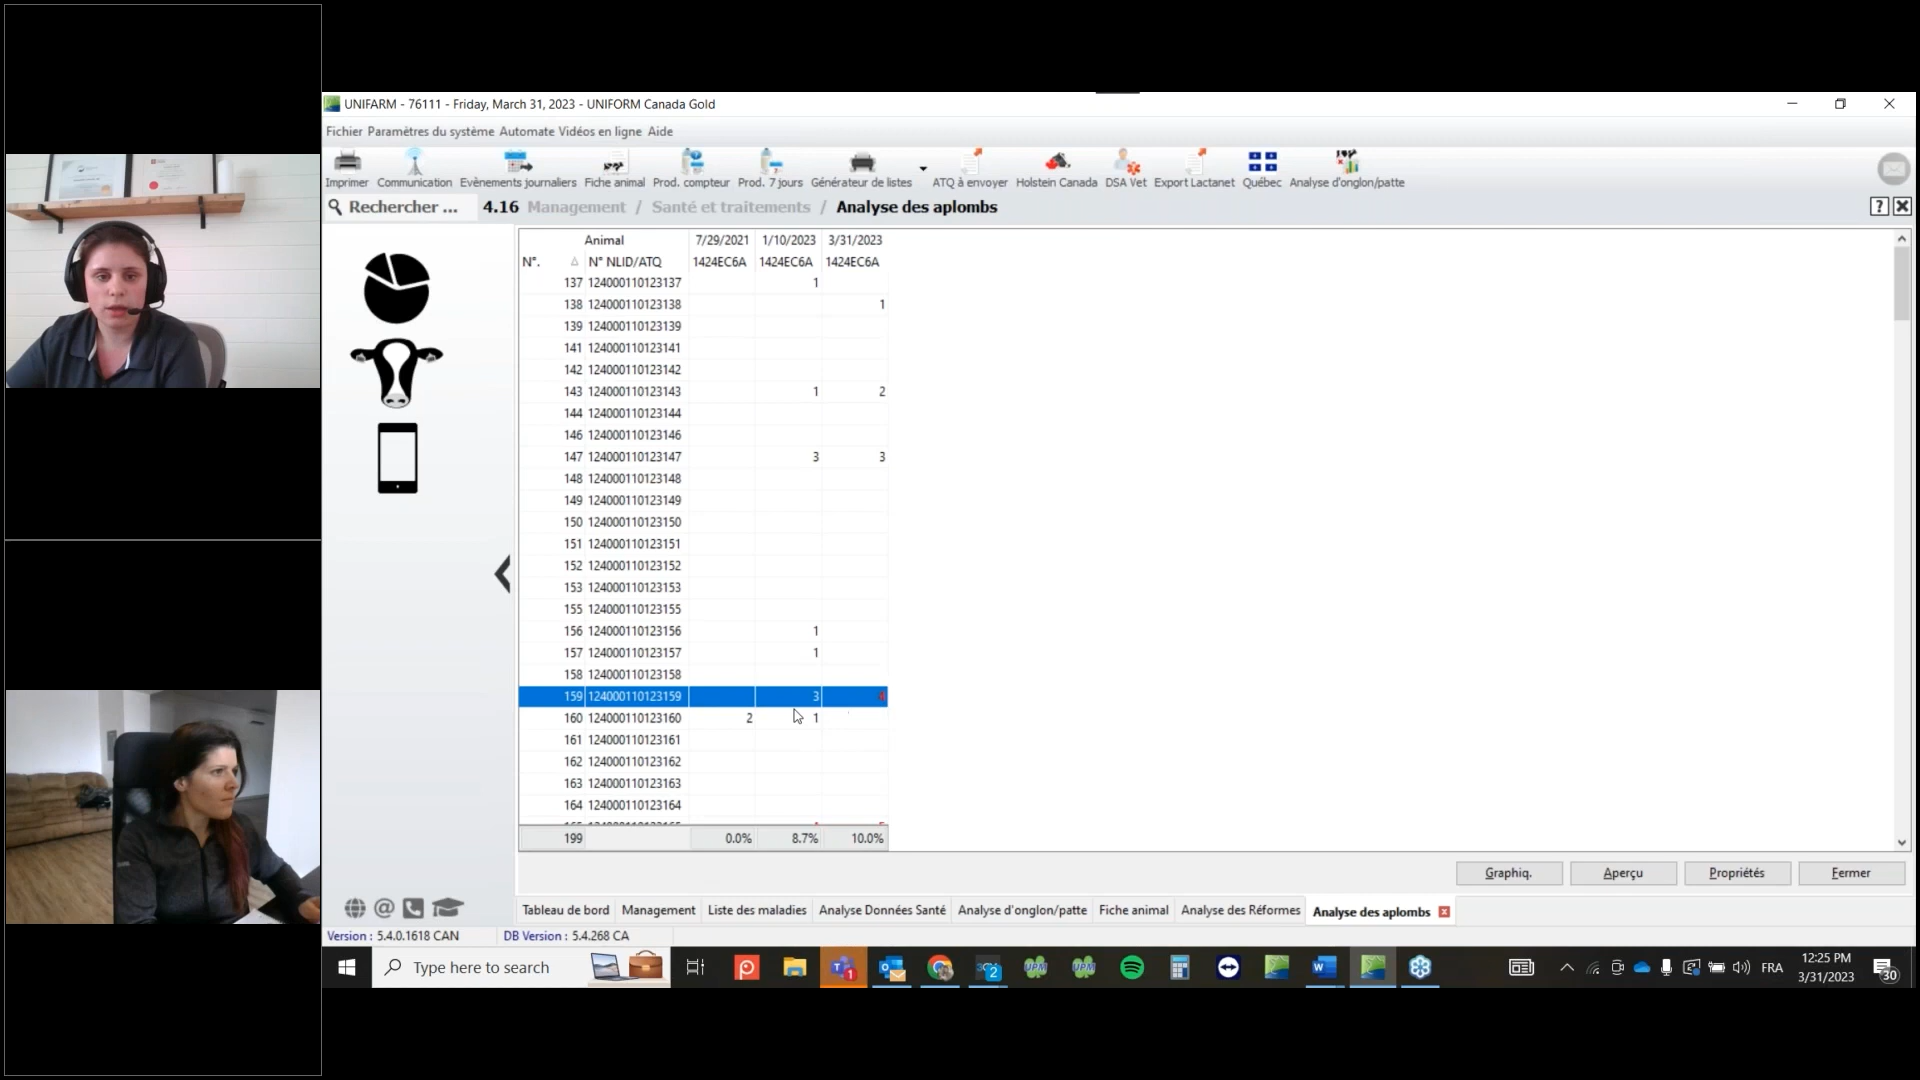 UNIFARM - 76111 - Friday, March 31, 2023 - UNIFORM Canada Gold
Fichier Paramètres du système Automate Vidéos en ligne Aide
Imprimer Communication Evènements journaliers Fiche animal Prod. compteur Prod. 7 jours Générateur de listes ATQ à envoyer Holstein Canada DSA Vet Export Lactanet Québec Analyse d'onglon/patte
Rechercher ... 4.16 Management / Santé et traitements / Analyse des aplombs
Animal 7/29/2021 1/10/2023 3/31/2023
N°. N° NLID/ATQ 1424EC6A 1424EC6A 1424EC6A
137 124000110123137 1
138 124000110123138 1
139 124000110123139
141 124000110123141
142 124000110123142
143 124000110123143 1 2
144 124000110123144
146 124000110123146
147 124000110123147 3 3
148 124000110123148
149 124000110123149
150 124000110123150
151 124000110123151
152 124000110123152
153 124000110123153
155 124000110123155
156 124000110123156 1
157 124000110123157 1
158 124000110123158
159 124000110123159 3
160 124000110123160 2 1
161 124000110123161
162 124000110123162
163 124000110123163
164 124000110123164
199 0.0% 8.7% 10.0%
Graphiq. Aperçu Propriétés Fermer
Tableau de bord Management Liste des maladies Analyse Données Santé Analyse d'onglon/patte Fiche animal Analyse des Réformes Analyse des aplombs
Version : 5.4.0.1618 CAN DB Version : 5.4.268 CA
Type here to search
FRA
12:25 PM
3/31/2023
30